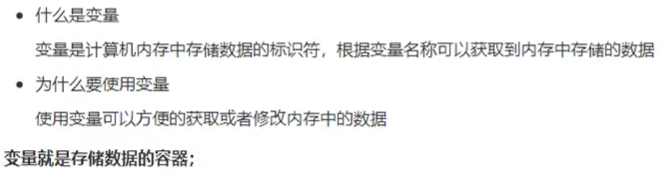 什么是变量
变量是计算机内存中存储数据的标识符，根据变量名称可以获取到内存中存储的数据
为什么要使用变量
使用变量可以方便的获取或者修改内存中的数据
变量就是存储数据的容器；